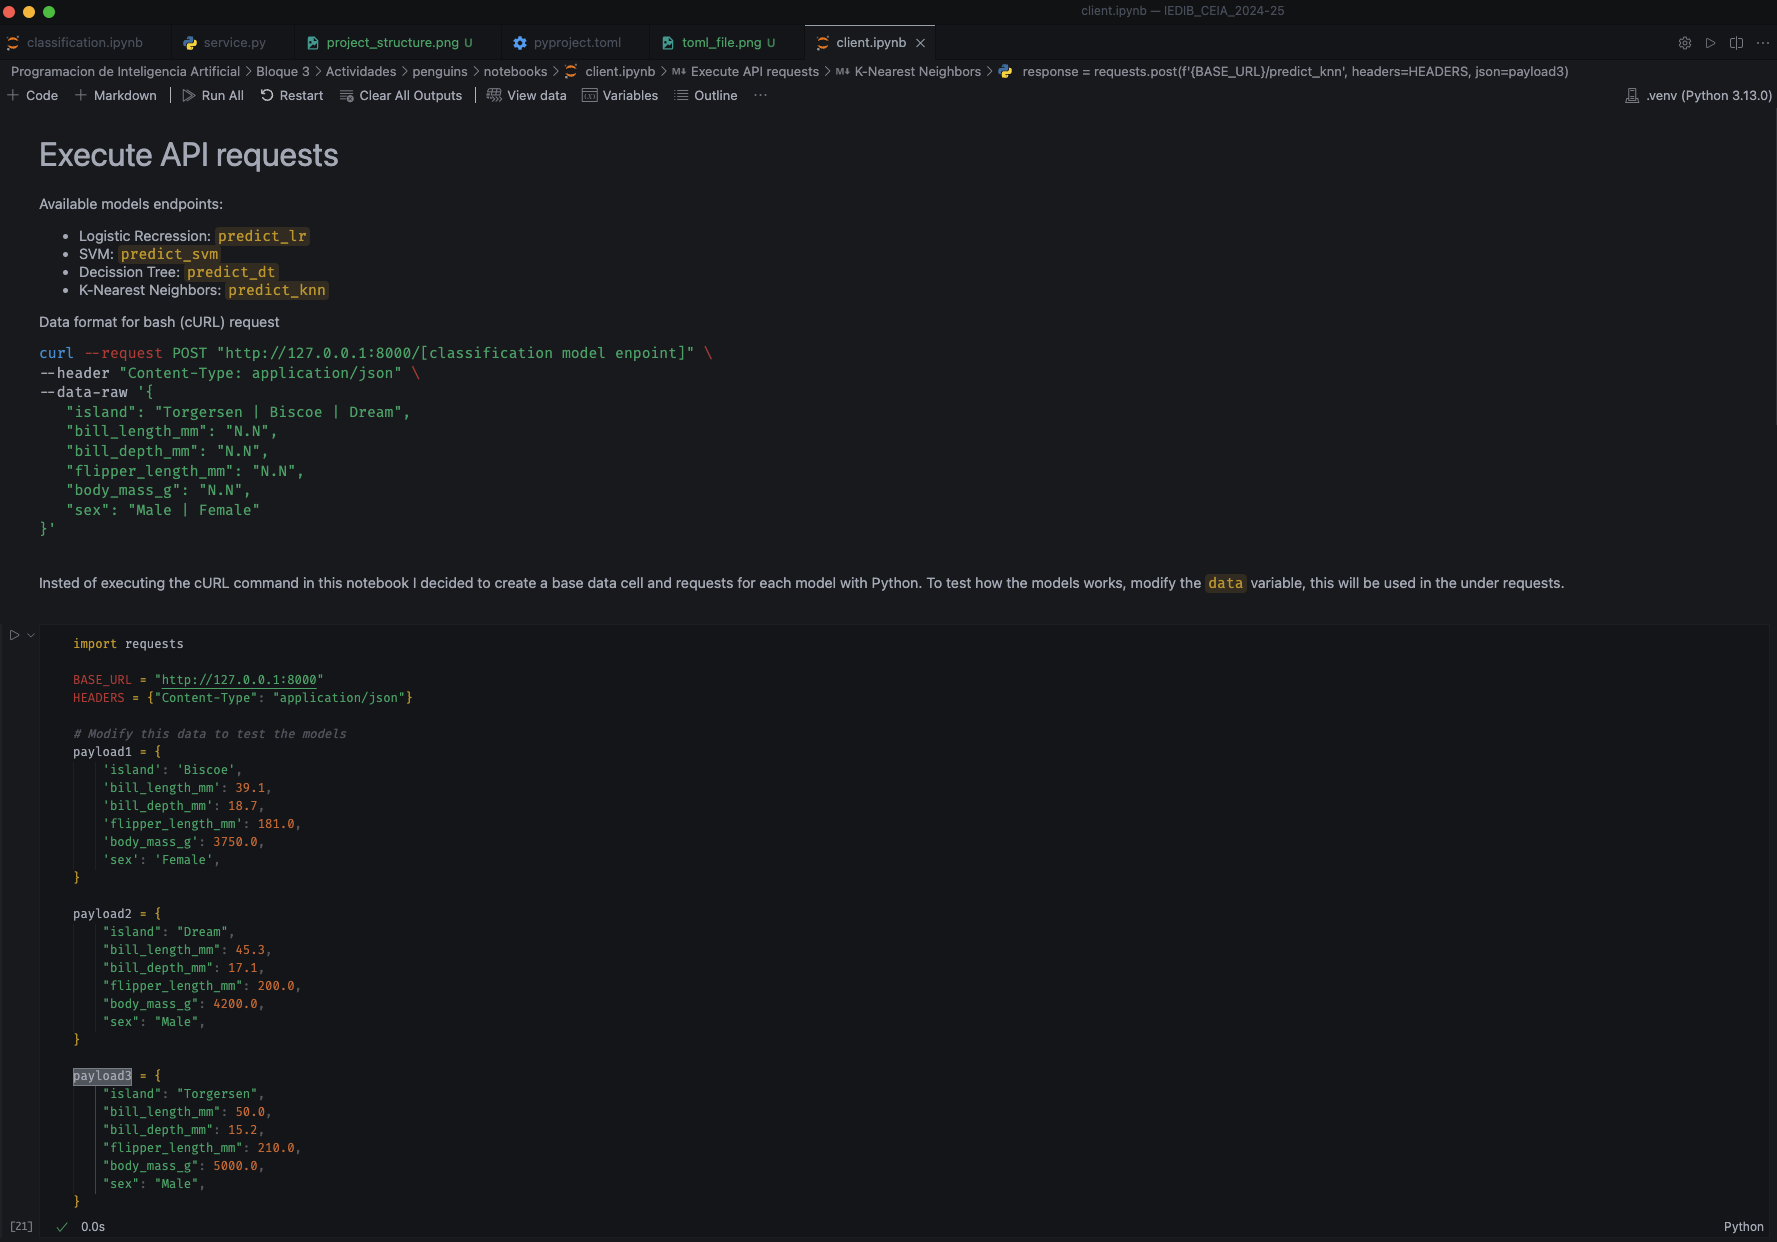 client.ipynb — IEDIB_CEIA_2024-25
classification.ipynb service.py project_structure.png U pyproject.toml toml_file.png U client.ipynb
Programacion de Inteligencia Artificial > Bloque 3 > Actividades > penguins > notebooks > client.ipynb > M↓ Execute API requests > M↓ K-Nearest Neighbors > response = requests.post(f'{BASE_URL}/predict_knn', headers=HEADERS, json=payload3)
+ Code + Markdown | Run All Restart Clear All Outputs | View data Variables Outline ··· .venv (Python 3.13.0)
Execute API requests
Available models endpoints:
• Logistic Recression: predict_lr
• SVM: predict_svm
• Decission Tree: predict_dt
• K-Nearest Neighbors: predict_knn
Data format for bash (cURL) request
curl --request POST "http://127.0.0.1:8000/[classification model enpoint]" \
--header "Content-Type: application/json" \
--data-raw '{
"island": "Torgersen | Biscoe | Dream",
"bill_length_mm": "N.N",
"bill_depth_mm": "N.N",
"flipper_length_mm": "N.N",
"body_mass_g": "N.N",
"sex": "Male | Female"
}'
Insted of executing the cURL command in this notebook I decided to create a base data cell and requests for each model with Python. To test how the models works, modify the data variable, this will be used in the under requests.
import requests
BASE_URL = "http://127.0.0.1:8000"
HEADERS = {"Content-Type": "application/json"}
# Modify this data to test the models
payload1 = {
'island': 'Biscoe',
'bill_length_mm': 39.1,
'bill_depth_mm': 18.7,
'flipper_length_mm': 181.0,
'body_mass_g': 3750.0,
'sex': 'Female',
}
payload2 = {
"island": "Dream",
"bill_length_mm": 45.3,
"bill_depth_mm": 17.1,
"flipper_length_mm": 200.0,
"body_mass_g": 4200.0,
"sex": "Male",
}
payload3 = {
"island": "Torgersen",
"bill_length_mm": 50.0,
"bill_depth_mm": 15.2,
"flipper_length_mm": 210.0,
"body_mass_g": 5000.0,
"sex": "Male",
}
[21] ✓ 0.0s Python